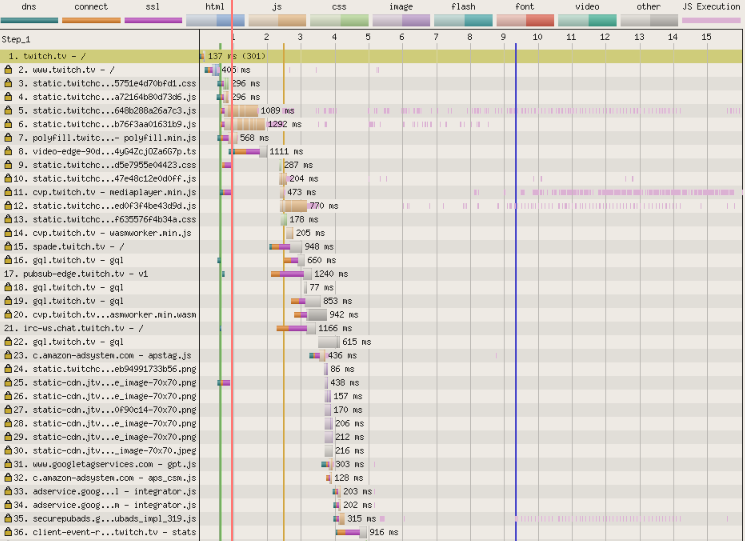 dns connect ssl html js css image flash font video other JS Execution
Step_1 1 2 3 4 5 6 7 8 9 10 11 12 13 14 15
1. twitch.tv - / 137 ms (301)
2. www.twitch.tv - / 406 ms
3. static.twitchc...5751e4d70bfd1.css 296 ms
4. static.twitchc...a72164b80d73d6.js 296 ms
5. static.twitchc...648b288a26a7c3.js 1089 ms
6. static.twitchc...b76f3aa01631b9.js 1292 ms
7. polyfill.twitc...- polyfill.min.js 568 ms
8. video-edge-90d...4yG4ZcjOZa6G7p.ts 1111 ms
9. static.twitchc...d5e7955e04423.css 287 ms
10. static.twitchc...47e48c12e0d0ff.js 204 ms
11. cvp.twitch.tv - mediaplayer.min.js 473 ms
12. static.twitchc...ed0f3f4be43d9d.js 770 ms
13. static.twitchc...f635576f4b34a.css 178 ms
14. cvp.twitch.tv - wasmworker.min.js 205 ms
15. spade.twitch.tv - / 948 ms
16. gql.twitch.tv - gql 660 ms
17. pubsub-edge.twitch.tv - v1 1240 ms
18. gql.twitch.tv - gql 77 ms
19. gql.twitch.tv - gql 853 ms
20. cvp.twitch.tv...asmworker.min.wasm 942 ms
21. irc-ws.chat.twitch.tv - / 1166 ms
22. gql.twitch.tv - gql 615 ms
23. c.amazon-adsystem.com - apstag.js 436 ms
24. static.twitchc...eb94991733b56.png 86 ms
25. static-cdn.jtv...e_image-70x70.png 438 ms
26. static-cdn.jtv...e_image-70x70.png 157 ms
27. static-cdn.jtv...0f90c14-70x70.png 170 ms
28. static-cdn.jtv...e_image-70x70.png 206 ms
29. static-cdn.jtv...e_image-70x70.png 212 ms
30. static-cdn.jtv..._image-70x70.jpeg 216 ms
31. www.googletagservices.com - gpt.js 303 ms
32. c.amazon-adsystem.com - aps_csm.js 128 ms
33. adservice.goog...l - integrator.js 203 ms
34. adservice.goog...m - integrator.js 202 ms
35. securepubads.g...ubads_impl_319.js 315 ms
36. client-event-r...twitch.tv - stats 916 ms